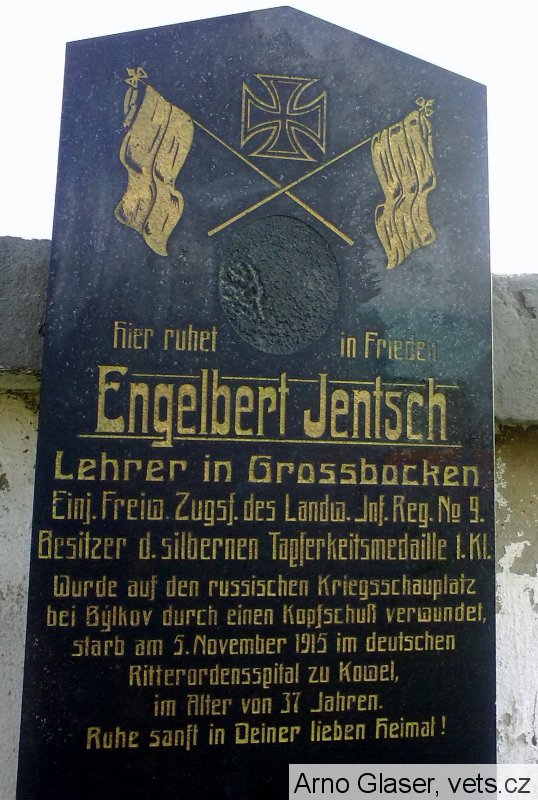 Hier ruhet in Frieden
Engelbert Jentsch
Lehrer in Grossbocken
Einj. Freiw. Zugsf. des Landw. Inf. Reg. No 9.
Besitzer d. silbernen Tapferkeitsmedaille 1. Kl.
Wurde auf den russischen Kriegsschauplatz
bei Býlkov durch einen Kopfschuß verwundet,
starb am 5. November 1915 im deutschen
Ritterordensspital zu Kowel,
im Alter von 37 Jahren.
Ruhe sanft in Deiner lieben Heimat!
Arno Glaser, vets.cz